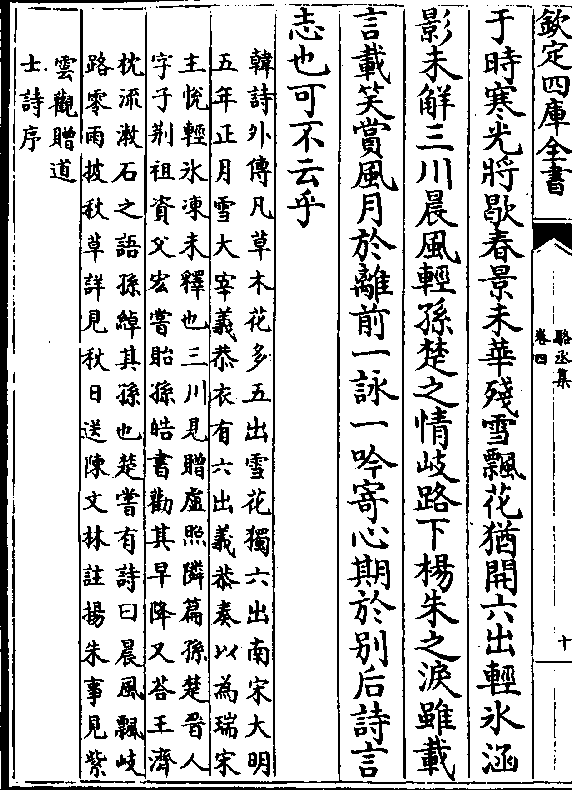 欽定四庫全書
駱丞集
卷四
十
于時寒光將歇春景未華殘雪飄花猶開六出輕氷涵
影未解三川晨風輕孫楚之情岐路下楊朱之淚雖載
言載笑賞風月於離前一詠一吟寄心期於别后詩言
志也可不云乎
韓詩外傳凡草木花多五出雪花獨六出南宋大明
五年正月雪大宰義恭衣有六出義恭奏以為瑞宋
主悅輕氷凍未釋也三川見贈盧照隣篇孫楚晉人
字子荆祖資父宏嘗貽孫皓書勸其早降又荅王濟
枕流漱石之語孫綽其孫也楚嘗有詩曰晨風飄岐
路零雨披秋草詳見秋日送陳文林註揚朱事見紫
雲觀贈道
士詩序